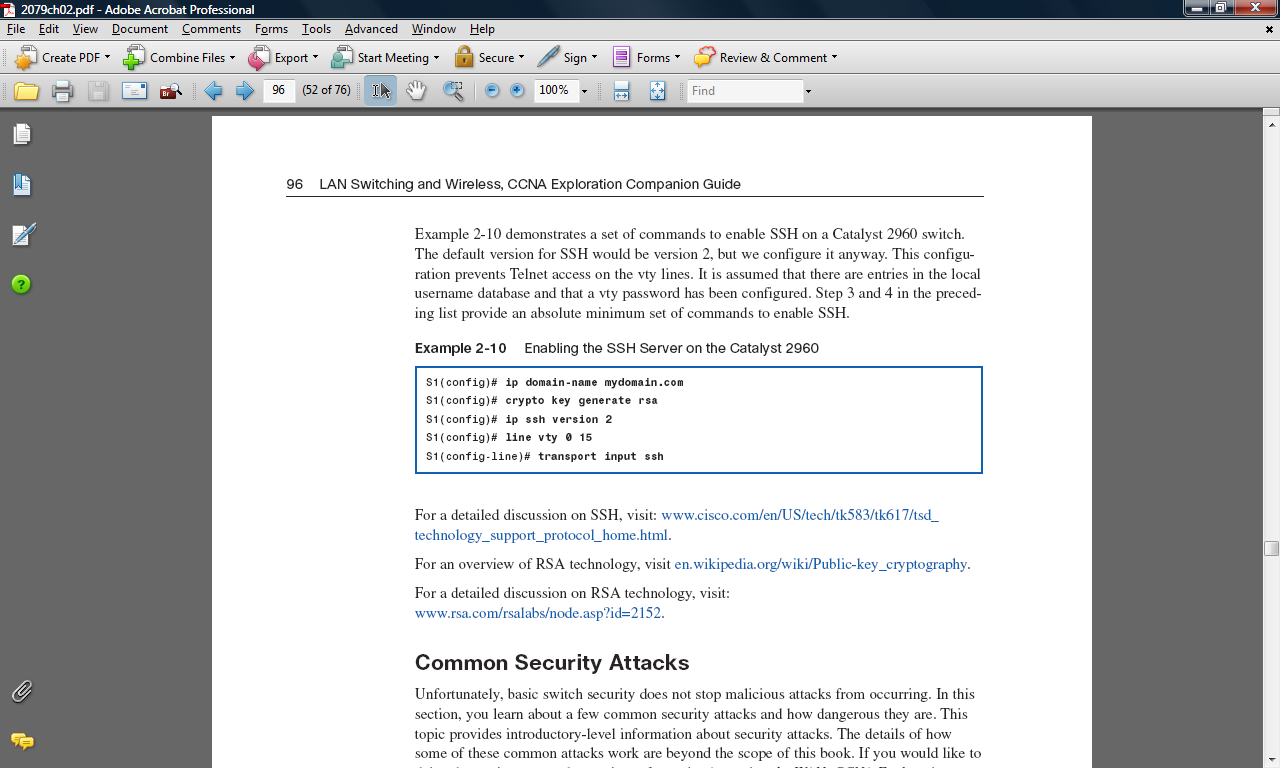 2079ch02.pdf - Adobe Acrobat Professional
File Edit View Document Comments Forms Tools Advanced Window Help
Create PDF Combine Files Export Start Meeting Secure Sign Forms Review & Comment
96 (52 of 76) 100% Find
96 LAN Switching and Wireless, CCNA Exploration Companion Guide
Example 2-10 demonstrates a set of commands to enable SSH on a Catalyst 2960 switch.
The default version for SSH would be version 2, but we configure it anyway. This configu-
ration prevents Telnet access on the vty lines. It is assumed that there are entries in the local
username database and that a vty password has been configured. Step 3 and 4 in the preced-
ing list provide an absolute minimum set of commands to enable SSH.
Example 2-10 Enabling the SSH Server on the Catalyst 2960
S1(config)# ip domain-name mydomain.com
S1(config)# crypto key generate rsa
S1(config)# ip ssh version 2
S1(config)# line vty 0 15
S1(config-line)# transport input ssh
For a detailed discussion on SSH, visit: www.cisco.com/en/US/tech/tk583/tk617/tsd_
technology_support_protocol_home.html.
For an overview of RSA technology, visit en.wikipedia.org/wiki/Public-key_cryptography.
For a detailed discussion on RSA technology, visit:
www.rsa.com/rsalabs/node.asp?id=2152.
Common Security Attacks
Unfortunately, basic switch security does not stop malicious attacks from occurring. In this
section, you learn about a few common security attacks and how dangerous they are. This
topic provides introductory-level information about security attacks. The details of how
some of these common attacks work are beyond the scope of this book. If you would like to